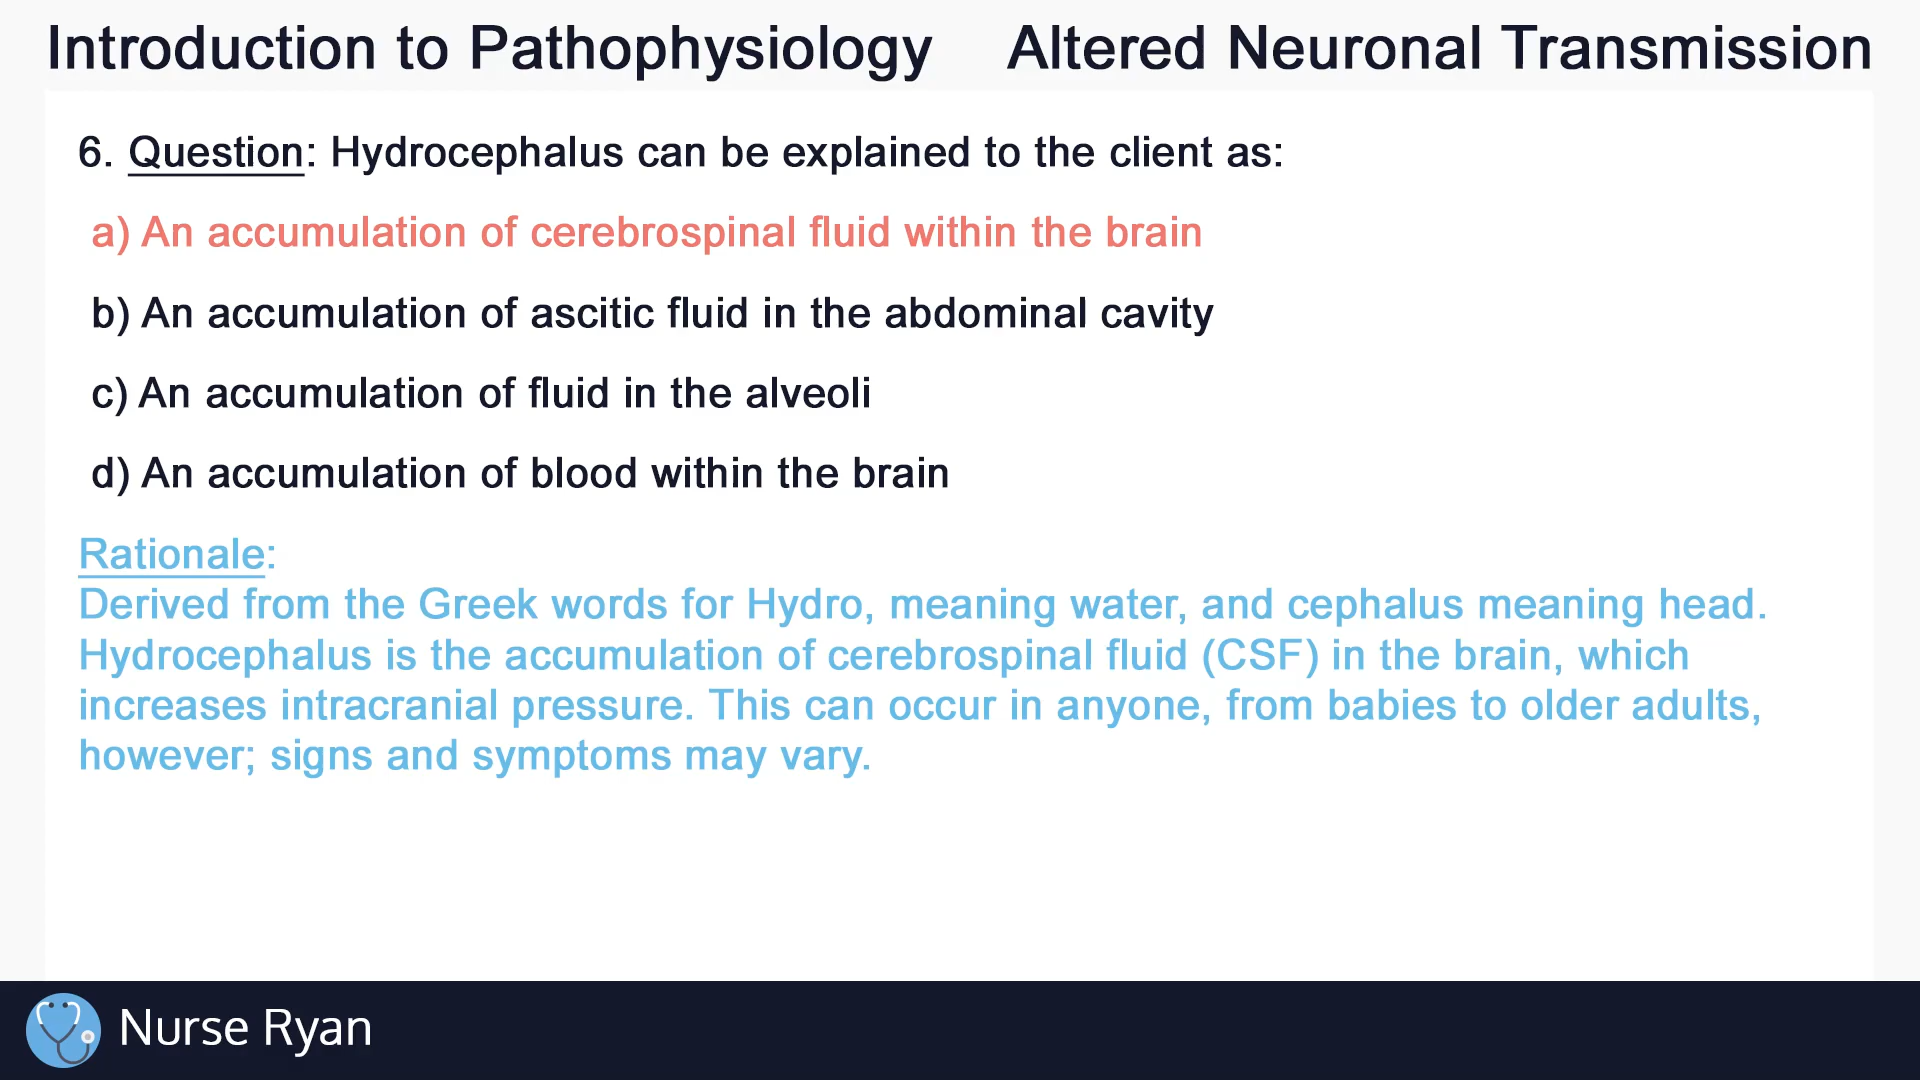 Introduction to Pathophysiology Altered Neuronal Transmission
6. Question: Hydrocephalus can be explained to the client as:
a) An accumulation of cerebrospinal fluid within the brain
b) An accumulation of ascitic fluid in the abdominal cavity
c) An accumulation of fluid in the alveoli
d) An accumulation of blood within the brain
Rationale:
Derived from the Greek words for Hydro, meaning water, and cephalus meaning head.
Hydrocephalus is the accumulation of cerebrospinal fluid (CSF) in the brain, which
increases intracranial pressure. This can occur in anyone, from babies to older adults,
however; signs and symptoms may vary.
Nurse Ryan